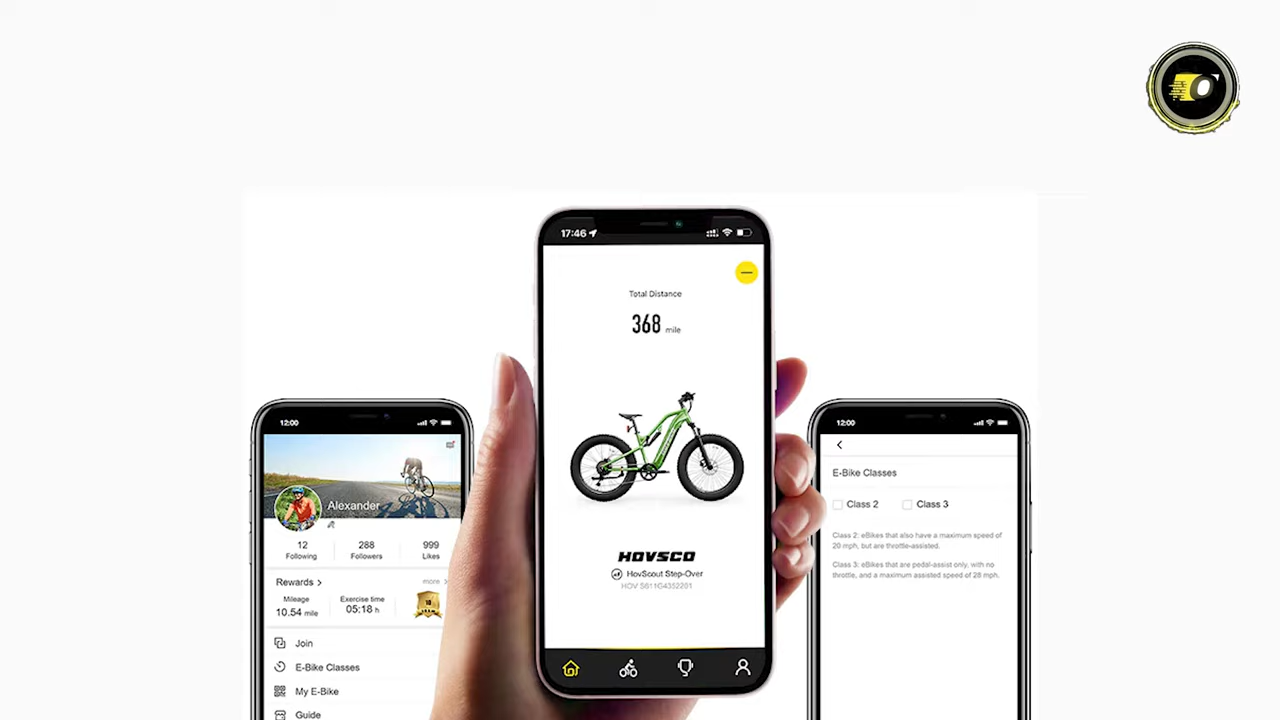 17:46
Total Distance
368 mile
HOVSCO
HovScout Step-Over
HOV S611G4352201
12:00
Alexander
12
Following
288
Followers
999
Likes
Rewards >
more
Mileage
10.54 mile
Exercise time
05:18 h
10
Join
E-Bike Classes
My E-Bike
Guide
12:00
E-Bike Classes
Class 2
Class 3
Class 2: eBikes that also have a maximum speed of
20 mph, but are throttle-assisted.
Class 3: eBikes that are pedal-assist only, with no
throttle, and a maximum assisted speed of 28 mph.